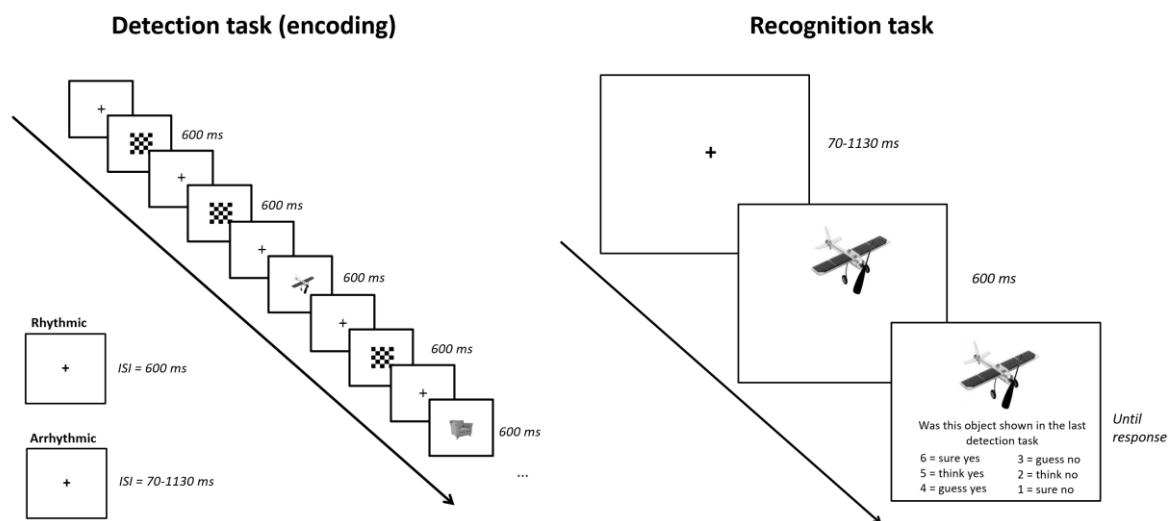 Detection task (encoding)
+
600 ms
+
600 ms
+
600 ms
+
600 ms
+
600 ms
...
Rhythmic
+
ISI = 600 ms
Arrhythmic
+
ISI = 70-1130 ms
Recognition task
+
70-1130 ms
600 ms
Was this object shown in the last
detection task
6 = sure yes 3 = guess no
5 = think yes 2 = think no
4 = guess yes 1 = sure no
Until
response